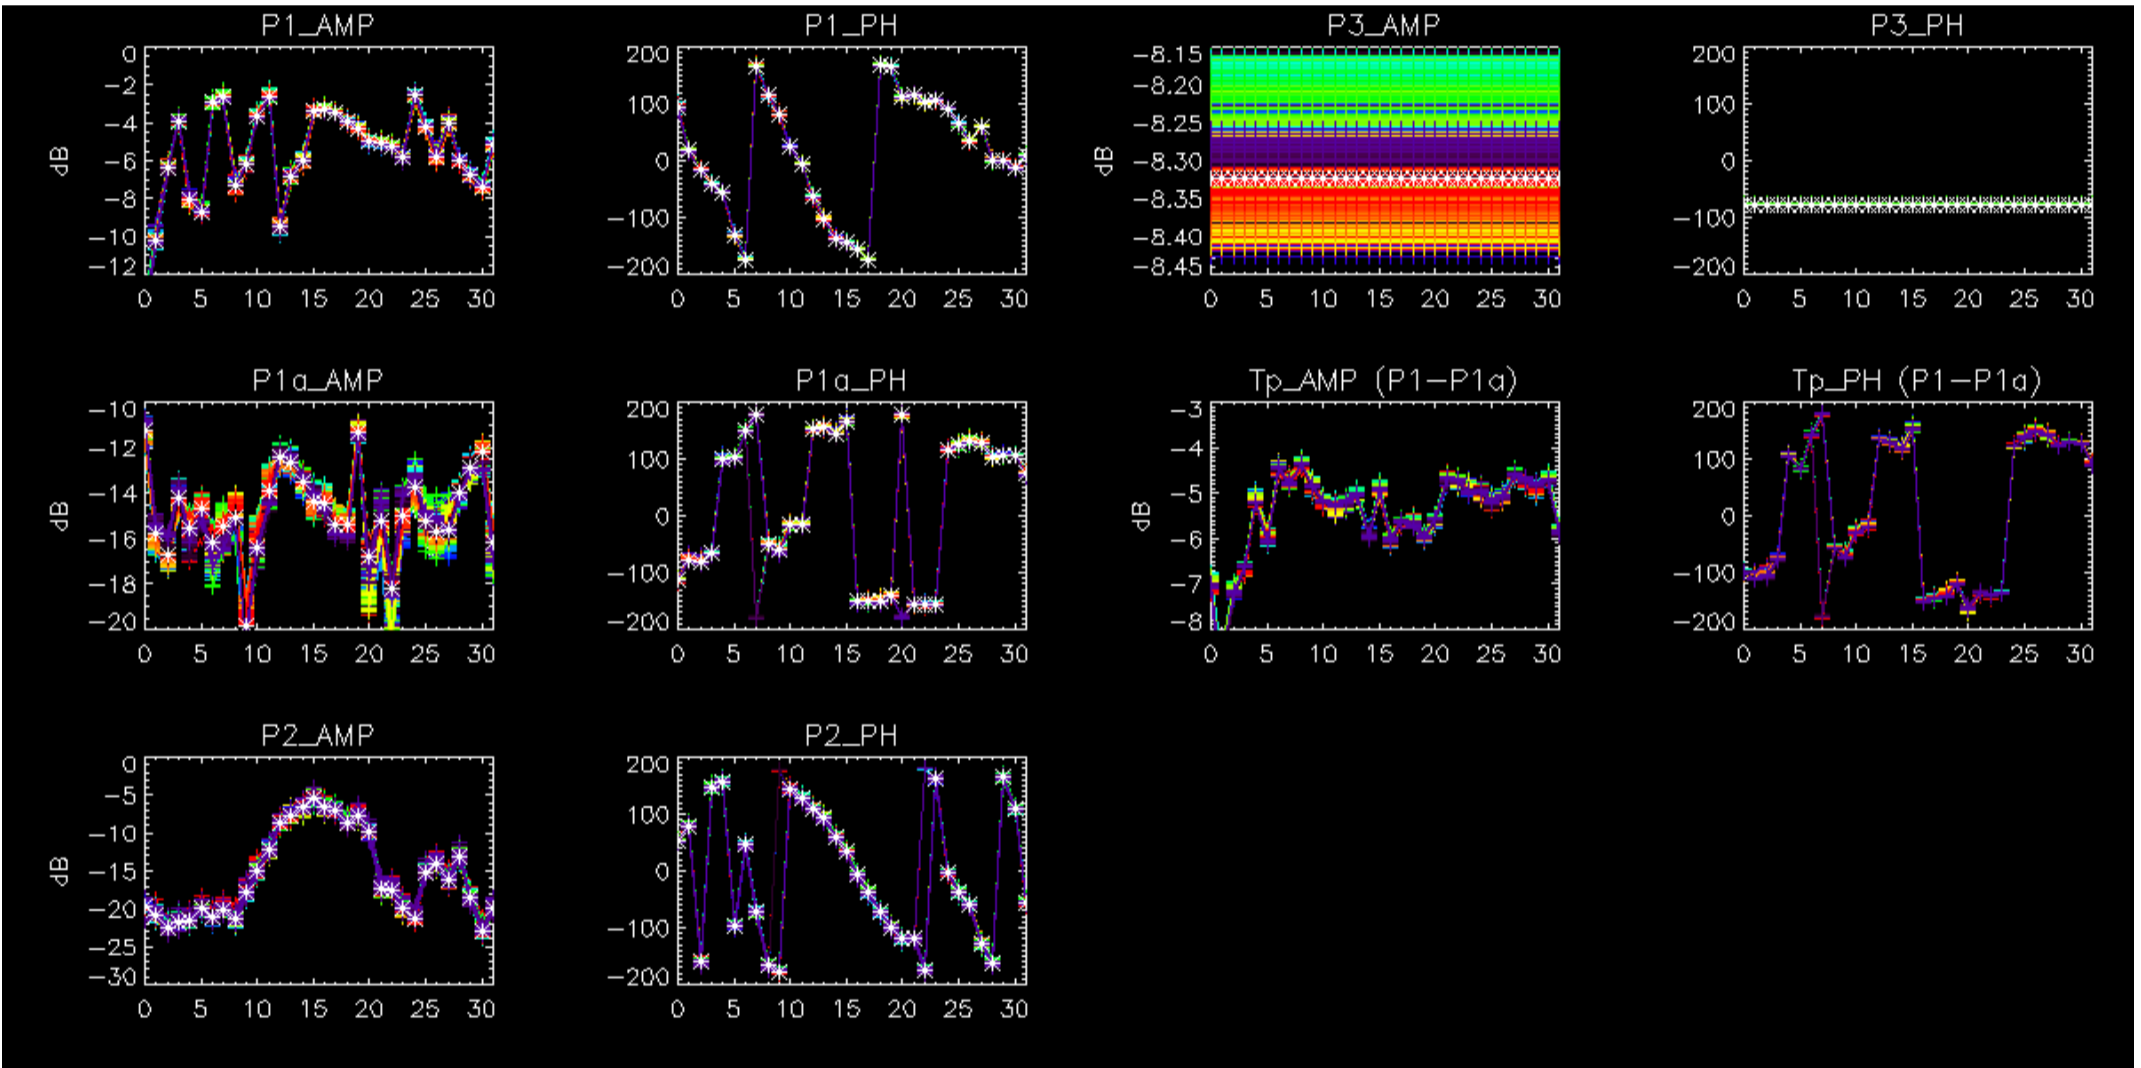 P1_AMP
dB
0
−2
−4
−6
−8
−10
−12
0 5 10 15 20 25 30
P1_PH
200
100
0
−100
−200
0 5 10 15 20 25 30
P3_AMP
dB
−8.15
−8.20
−8.25
−8.30
−8.35
−8.40
−8.45
0 5 10 15 20 25 30
P3_PH
200
100
0
−100
−200
0 5 10 15 20 25 30
P1a_AMP
dB
−10
−12
−14
−16
−18
−20
0 5 10 15 20 25 30
P1a_PH
200
100
0
−100
−200
0 5 10 15 20 25 30
Tp_AMP (P1−P1a)
dB
−3
−4
−5
−6
−7
−8
0 5 10 15 20 25 30
Tp_PH (P1−P1a)
200
100
0
−100
−200
0 5 10 15 20 25 30
P2_AMP
dB
0
−5
−10
−15
−20
−25
−30
0 5 10 15 20 25 30
P2_PH
200
100
0
−100
−200
0 5 10 15 20 25 30